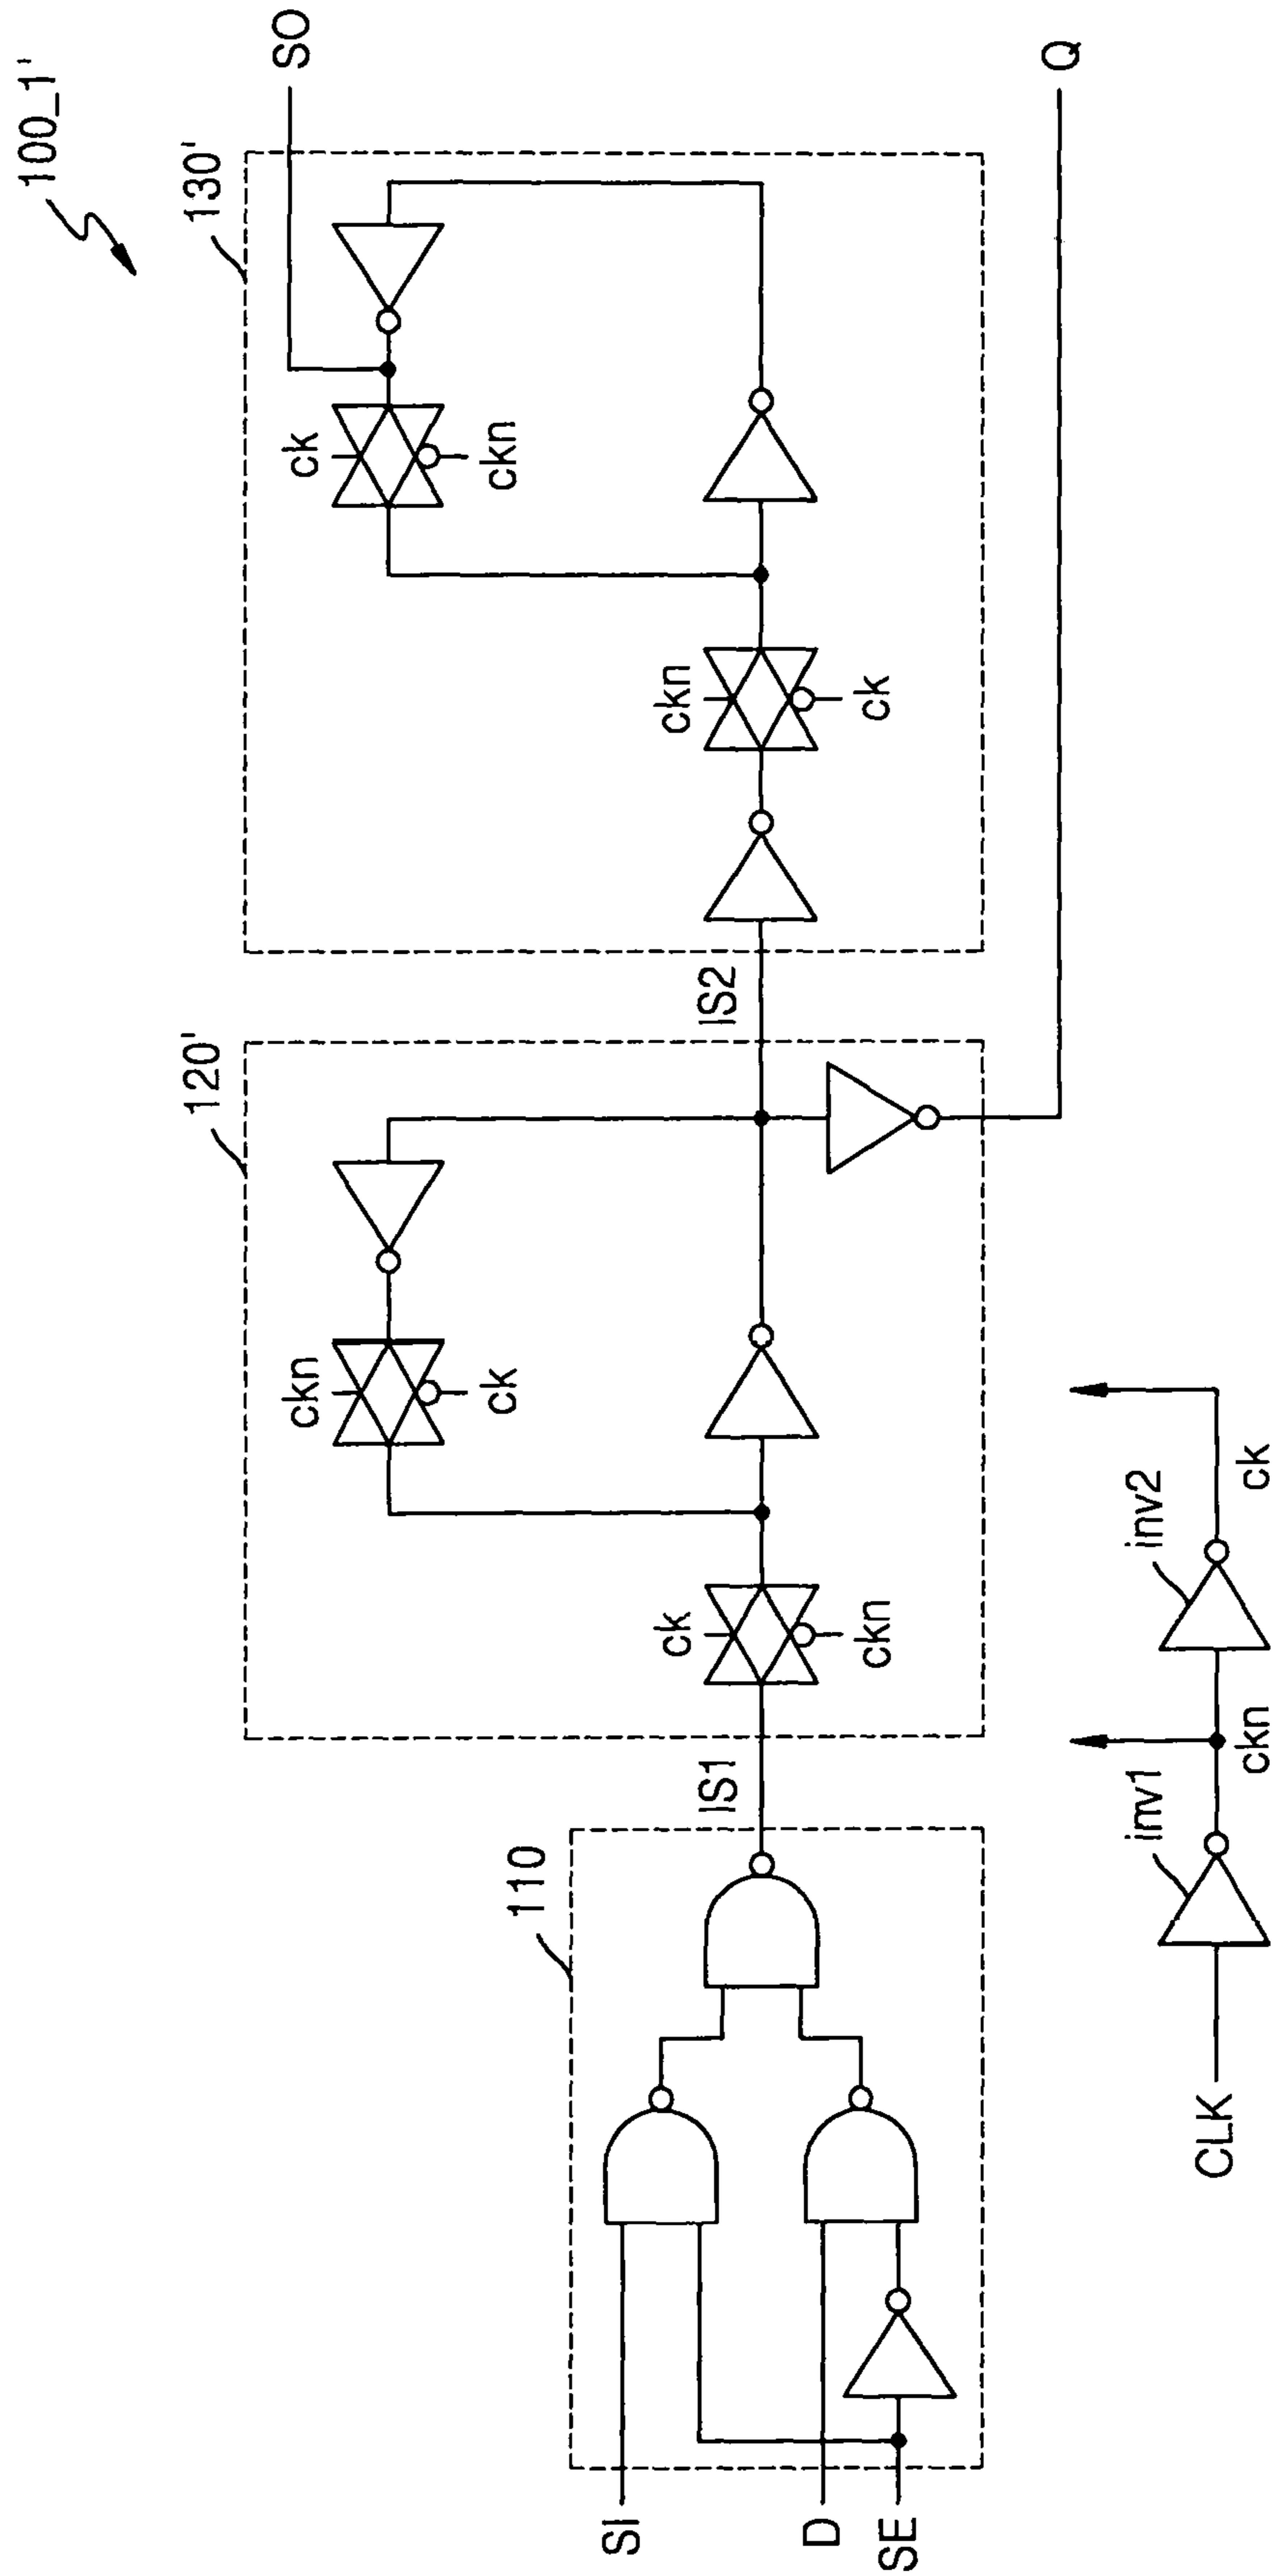 100_1'
110
120'
130'
SI
D
SE
IS1
IS2
ck
ckn
ckn
ck
ckn
ck
ck
ckn
SO
Q
CLK
inv1
ckn
inv2
ck